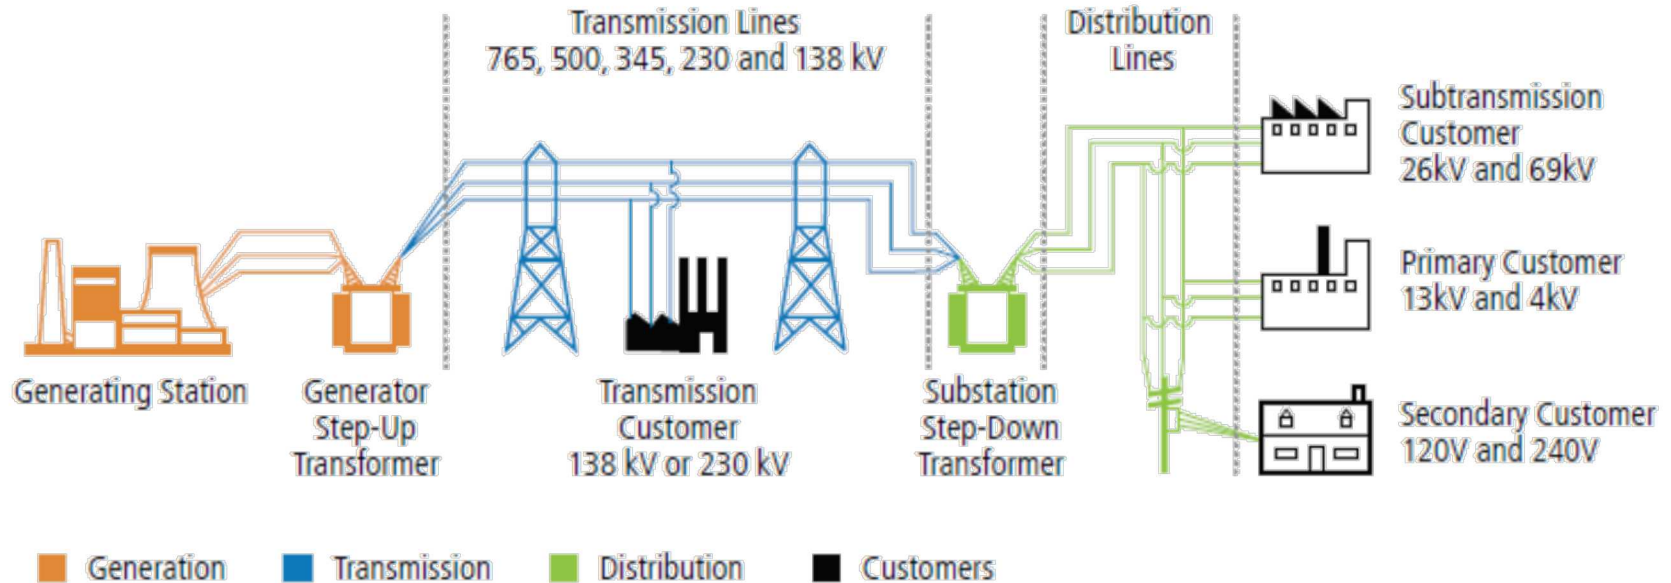 Transmission Lines
765, 500, 345, 230 and 138 kV
Distribution
Lines
Subtransmission
Customer
26kV and 69kV
Primary Customer
13kV and 4kV
Secondary Customer
120V and 240V
Generating Station
Generator
Step-Up
Transformer
Transmission
Customer
138 kV or 230 kV
Substation
Step-Down
Transformer
Generation
Transmission
Distribution
Customers